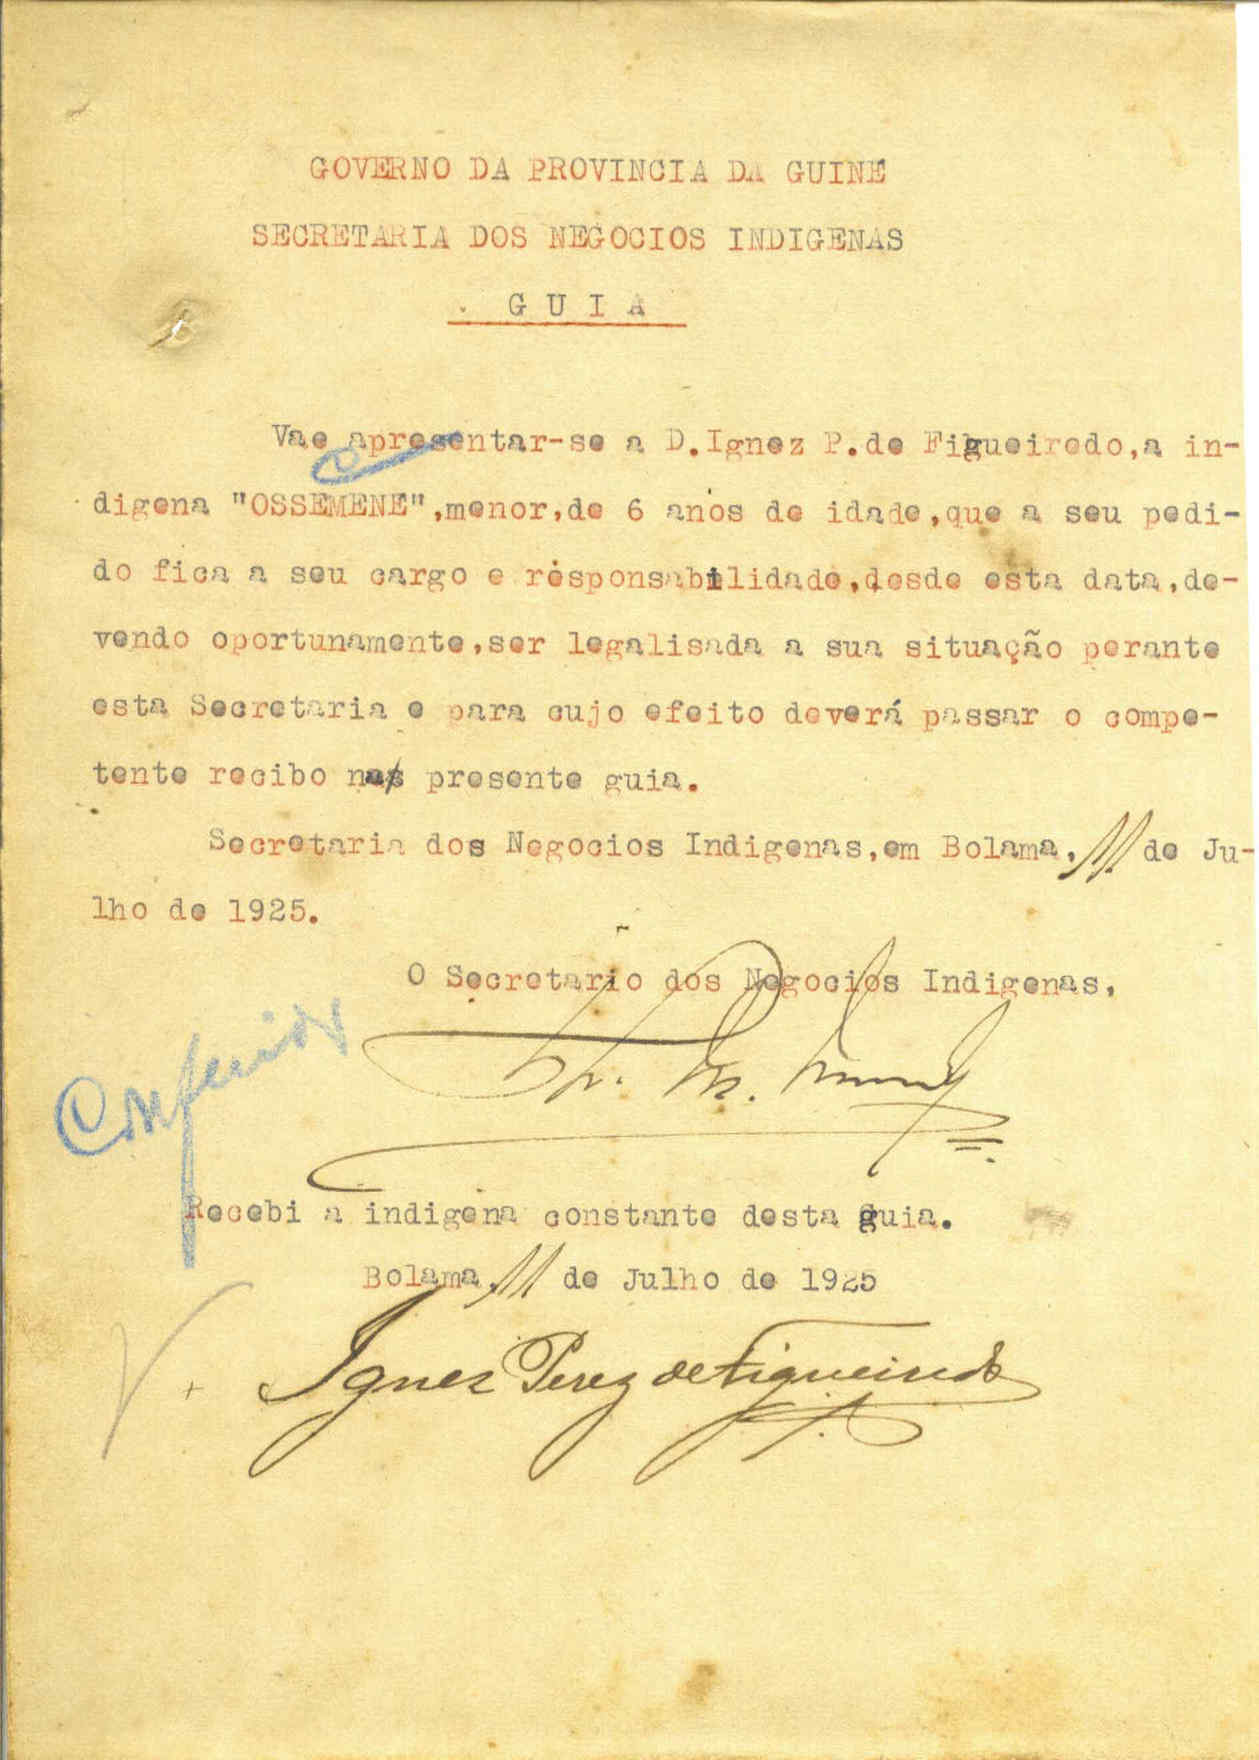 GOVERNO DA PROVINCIA DA GUINÉ
SECRETARIA DOS NEGOCIOS INDIGENAS
G U I A
Vae apresentar-se a D.Ignez P.de Figueiredo,a in-
digena "OSSEMENE",menor,de 6 anos de idade,que a seu pedi-
do fica a seu cargo e responsabilidade,desde esta data,de-
vendo oportunamente,ser legalisada a sua situação perante
esta Secretaria e para cujo efeito deverá passar o compe-
tente recibo na presente guia.
Secretaria dos Negocios Indigenas,em Bolama, 11 de Ju-
lho de 1925.
O Secretario dos Negocios Indigenas,
Conferido
Recebi a indigena constante desta guia.
Bolama, 11 de Julho de 1925
Ignez Perez de Figueiredo